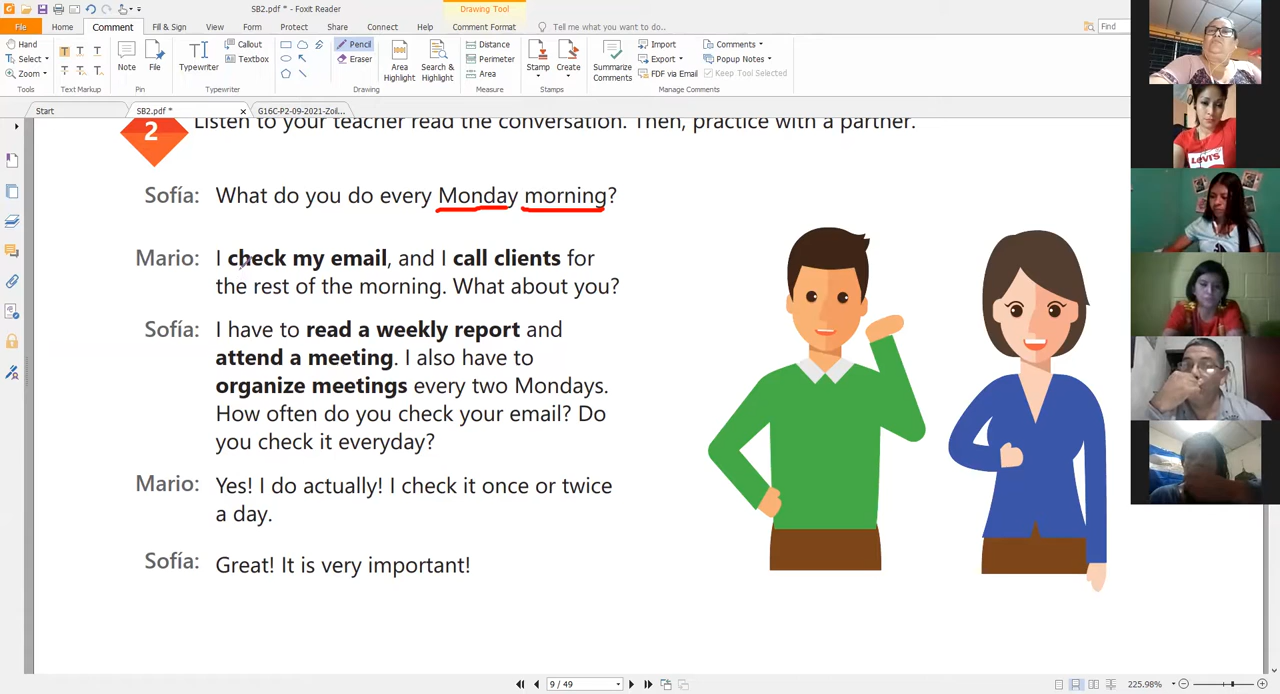 SB2.pdf * - Foxit Reader
Drawing Tool
File
Home
Comment
Fill & Sign
View
Form
Protect
Share
Connect
Help
Comment Format
Tell me what you want to do...
Find
Hand
Select
Zoom
Tools
T T T
T T T
Text Markup
Note
File
Pin
Typewriter
Callout
Textbox
Typewriter
Pencil
Eraser
Drawing
Area Highlight
Search & Highlight
Distance
Perimeter
Area
Measure
Stamp
Create
Stamps
Summarize Comments
Import
Export
FDF via Email
Comments
Popup Notes
Keep Tool Selected
Manage Comments
Start
SB2.pdf *
G16C-P2-09-2021-Zoil...
2 Listen to your teacher read the conversation. Then, practice with a partner.
Sofía: What do you do every Monday morning?
Mario: I check my email, and I call clients for
the rest of the morning. What about you?
Sofía: I have to read a weekly report and
attend a meeting. I also have to
organize meetings every two Mondays.
How often do you check your email? Do
you check it everyday?
Mario: Yes! I do actually! I check it once or twice
a day.
Sofía: Great! It is very important!
LEVI'S
9 / 49
225.98%